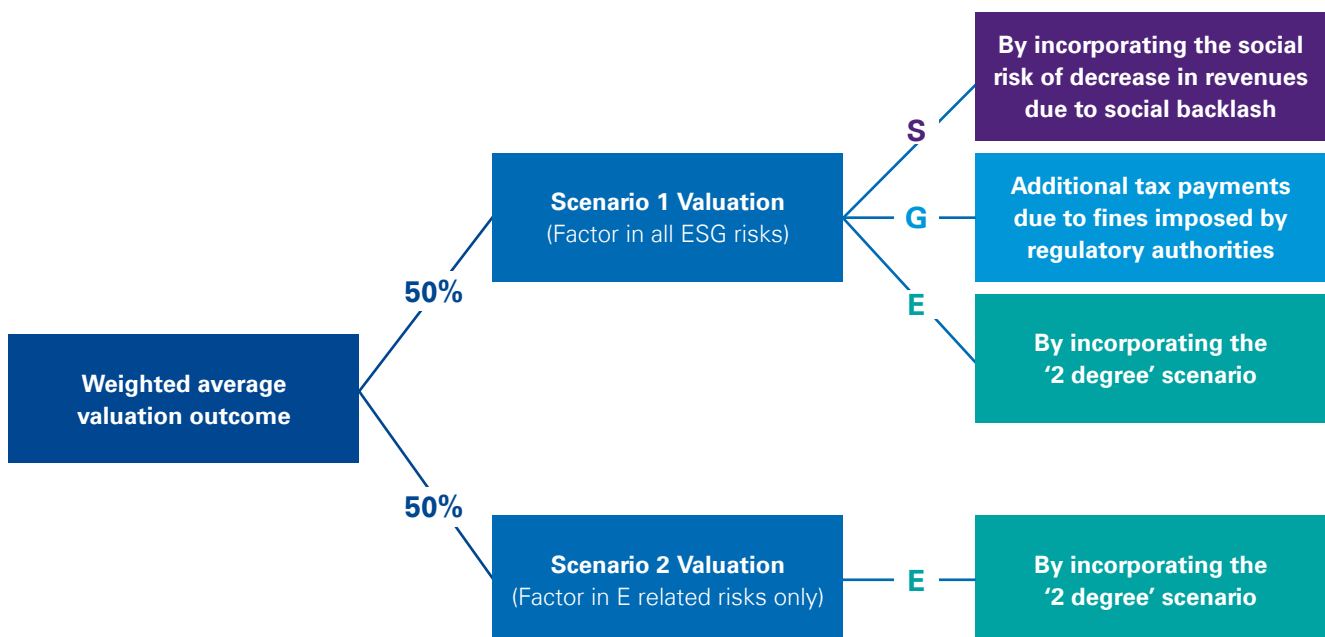 By incorporating the social
risk of decrease in revenues
due to social backlash
S
Scenario 1 Valuation
(Factor in all ESG risks)
G
Additional tax payments
due to fines imposed by
regulatory authorities
50%
E
By incorporating the
‘2 degree’ scenario
Weighted average
valuation outcome
50%
Scenario 2 Valuation
(Factor in E related risks only)
E
By incorporating the
‘2 degree’ scenario